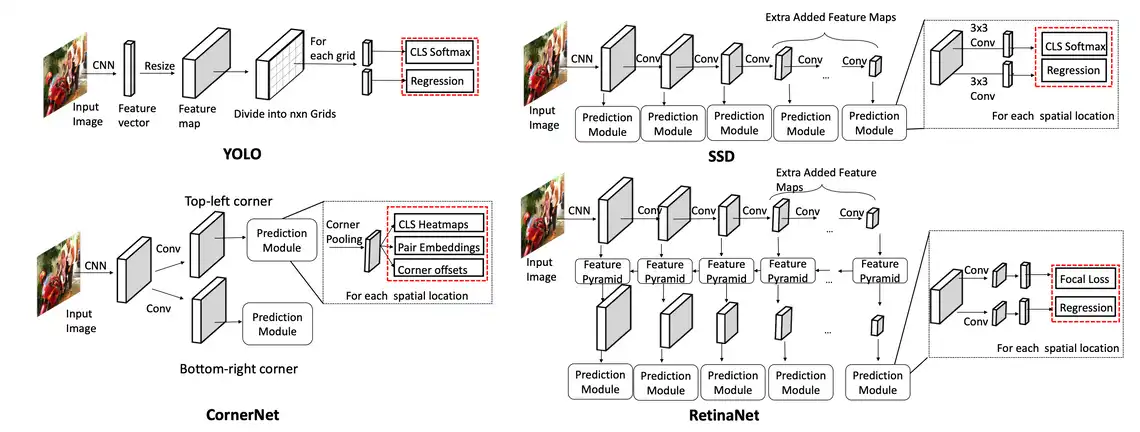 Input
Image
CNN
Feature
vector
Resize
Feature
map
Divide into nxn Grids
For
each grid
CLS Softmax
Regression
YOLO
Input
Image
CNN
Conv
Conv
Conv
Conv
...
Extra Added Feature Maps
Prediction
Module
Prediction
Module
Prediction
Module
Prediction
Module
Prediction
Module
3x3
Conv
3x3
Conv
CLS Softmax
Regression
For each spatial location
SSD
Input
Image
CNN
Conv
Conv
Top-left corner
Prediction
Module
Bottom-right corner
Prediction
Module
Corner
Pooling
CLS Heatmaps
Pair Embeddings
Corner offsets
For each spatial location
CornerNet
Input
Image
CNN
Conv
Conv
Conv
Conv
...
Extra Added Feature
Maps
Feature
Pyramid
Feature
Pyramid
Feature
Pyramid
Feature
Pyramid
...
Feature
Pyramid
...
Prediction
Module
Prediction
Module
Prediction
Module
Prediction
Module
Prediction
Module
Conv
Conv
Focal Loss
Regression
For each spatial location
RetinaNet